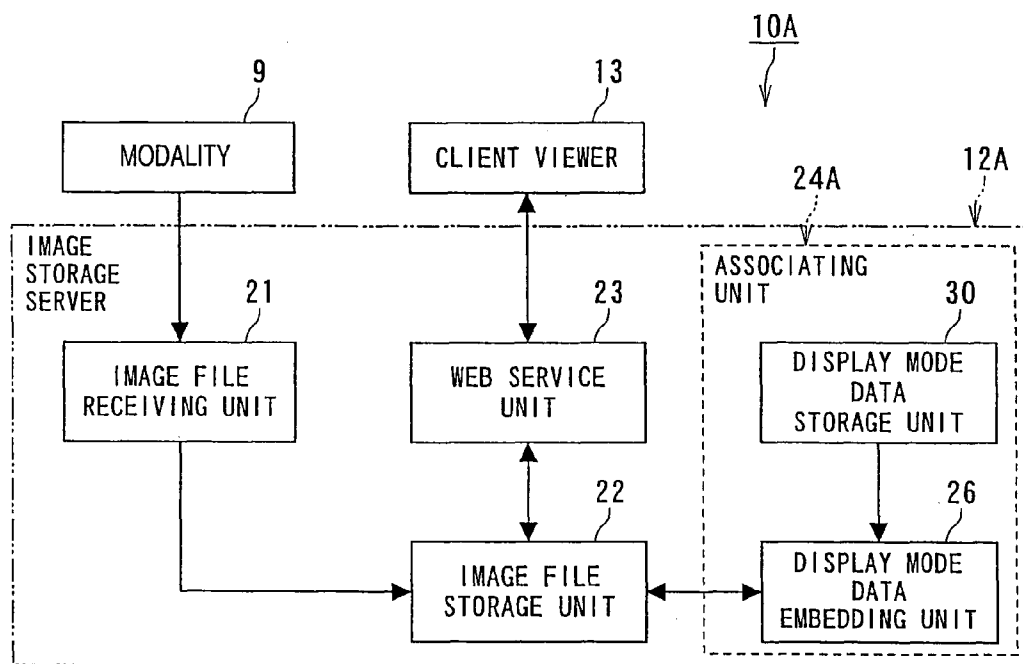 10A
9
13
MODALITY
CLIENT VIEWER
12A
24A
IMAGE
STORAGE
SERVER
ASSOCIATING
UNIT
21
23
30
IMAGE FILE
RECEIVING UNIT
WEB SERVICE
UNIT
DISPLAY MODE
DATA
STORAGE UNIT
22
26
IMAGE FILE
STORAGE UNIT
DISPLAY MODE
DATA
EMBEDDING UNIT